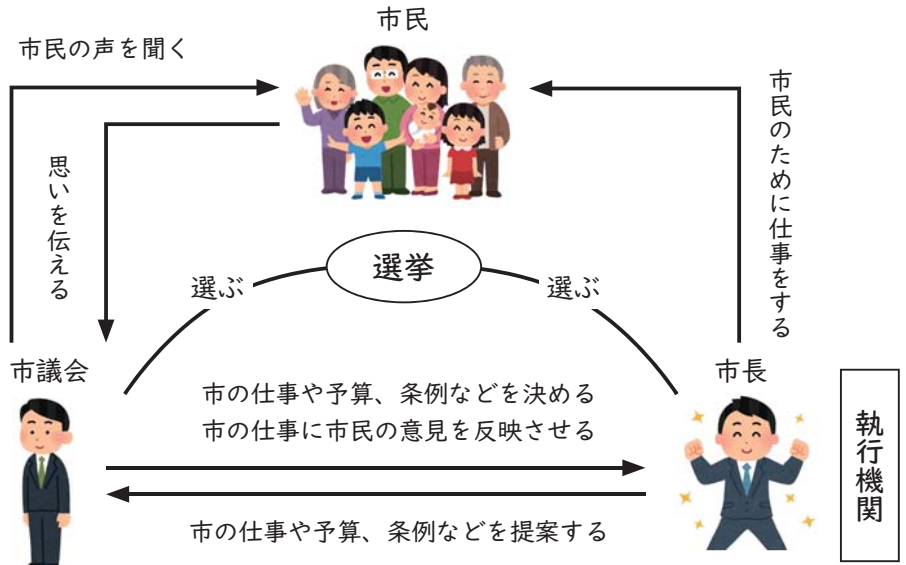 市民
市民の声を聞く
思いを伝える
市民のために仕事をする
選挙
選ぶ
選ぶ
市議会
市長
執行機関
市の仕事や予算、条例などを決める
市の仕事に市民の意見を反映させる
市の仕事や予算、条例などを提案する